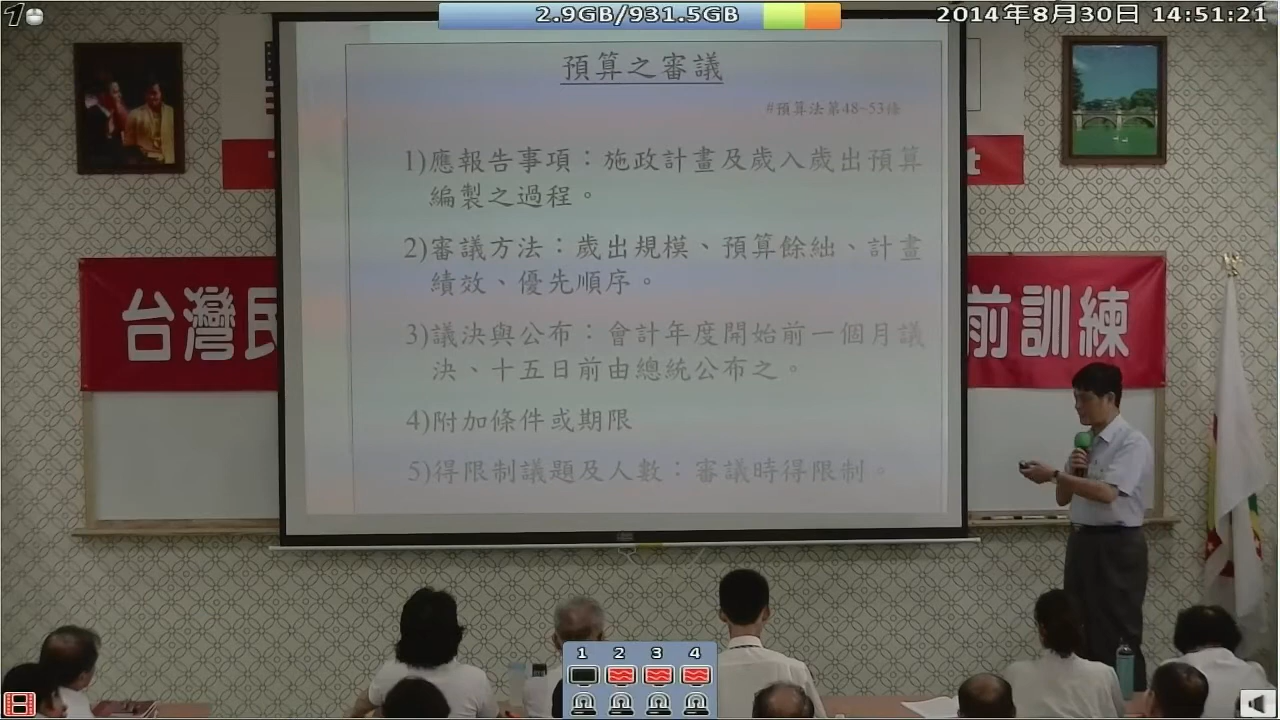 1
2.9GB/931.5GB
2014年8月30日 14:51:21
預算之審議
#預算法第48-53條
1)應報告事項：施政計畫及歲入歲出預算
編製之過程。
2)審議方法：歲出規模、預算餘絀、計畫
績效、優先順序。
3)議決與公布：會計年度開始前一個月議
決、十五日前由總統公布之。
4)附加條件或期限
5)得限制議題及人數：審議時得限制。
t
台灣民
前訓練
1 2 3 4